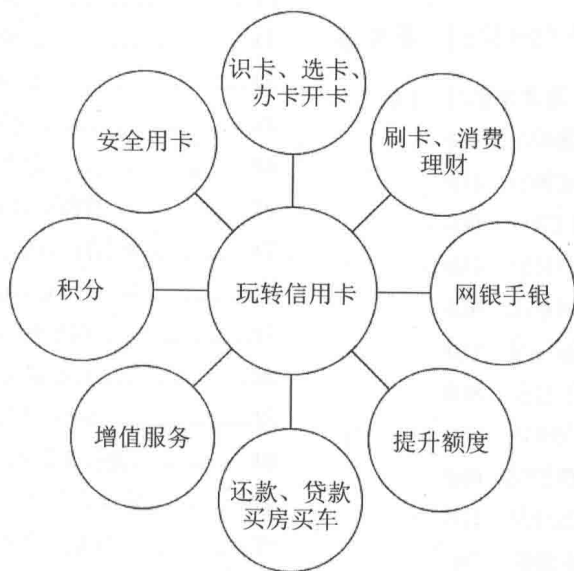 识卡、选卡、
办卡开卡
刷卡、消费
理财
安全用卡
积分
玩转信用卡
网银手银
增值服务
提升额度
还款、贷款
买房买车